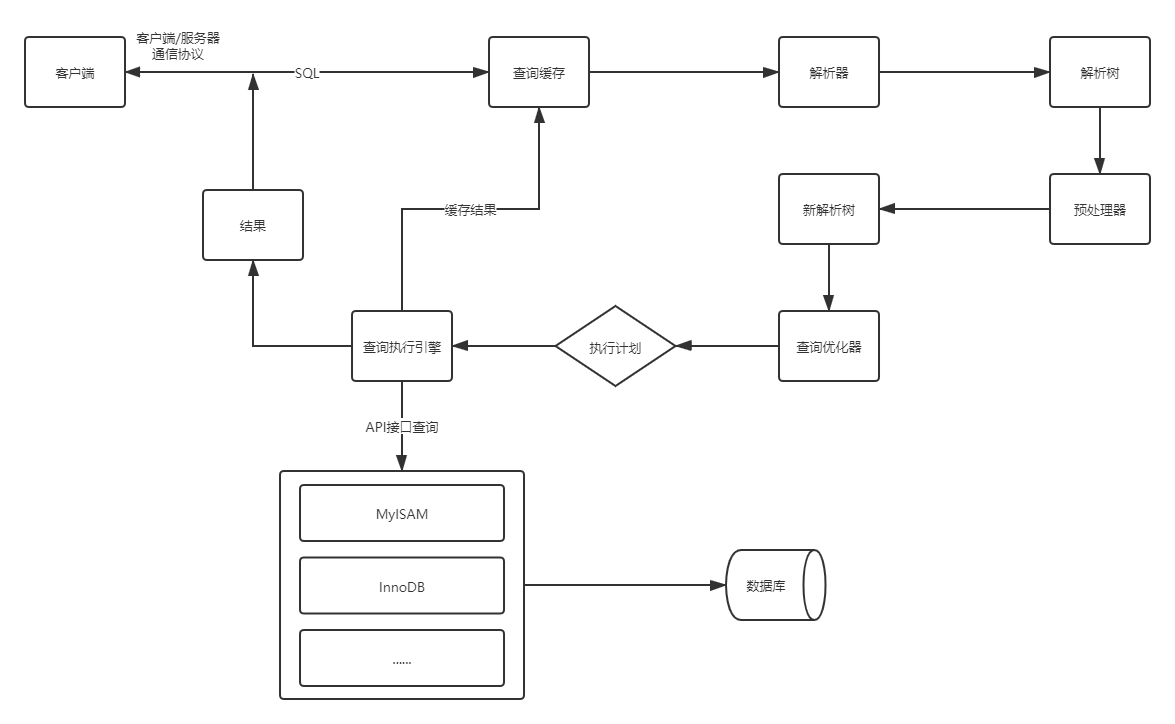 客户端/服务器
通信协议
客户端
SQL
查询缓存
解析器
解析树
结果
缓存结果
新解析树
预处理器
查询执行引擎
执行计划
查询优化器
API接口查询
MyISAM
InnoDB
数据库
......